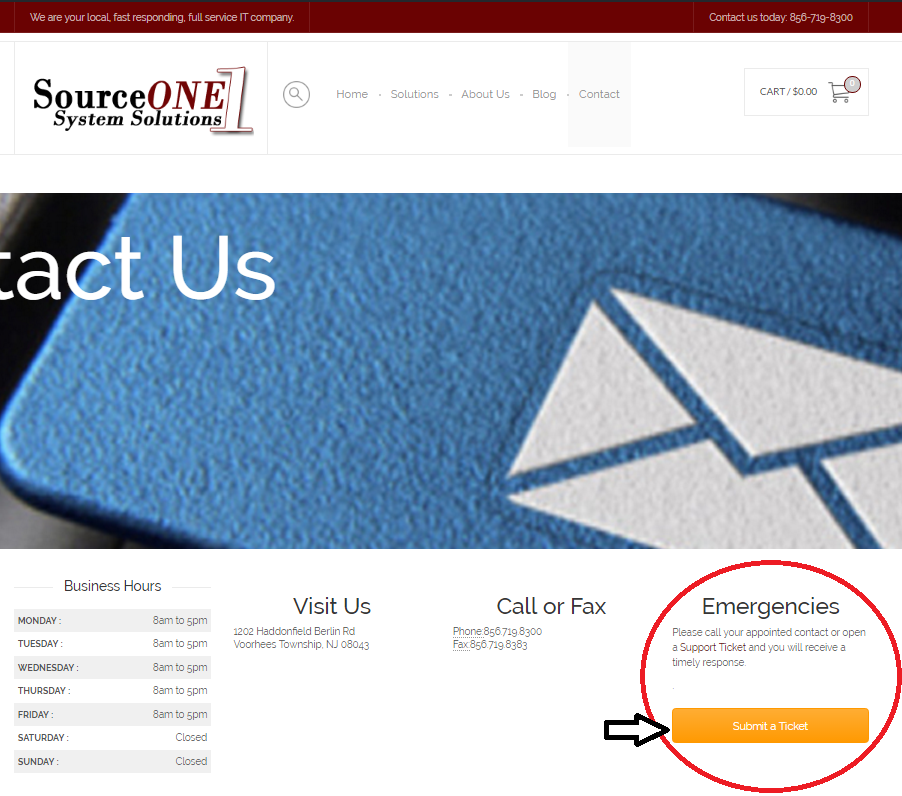 We are your local, fast responding, full service IT company.
Contact us today: 856-719-8300
SourceONE 1
System Solutions
Home
Solutions
About Us
Blog
Contact
CART / $0.00
0
tact Us
Business Hours
MONDAY : 8am to 5pm
TUESDAY : 8am to 5pm
WEDNESDAY : 8am to 5pm
THURSDAY : 8am to 5pm
FRIDAY : 8am to 5pm
SATURDAY : Closed
SUNDAY : Closed
Visit Us
1202 Haddonfield Berlin Rd
Voorhees Township, NJ 08043
Call or Fax
Phone:856.719.8300
Fax:856.719.8383
Emergencies
Please call your appointed contact or open
a Support Ticket and you will receive a
timely response.
.
Submit a Ticket